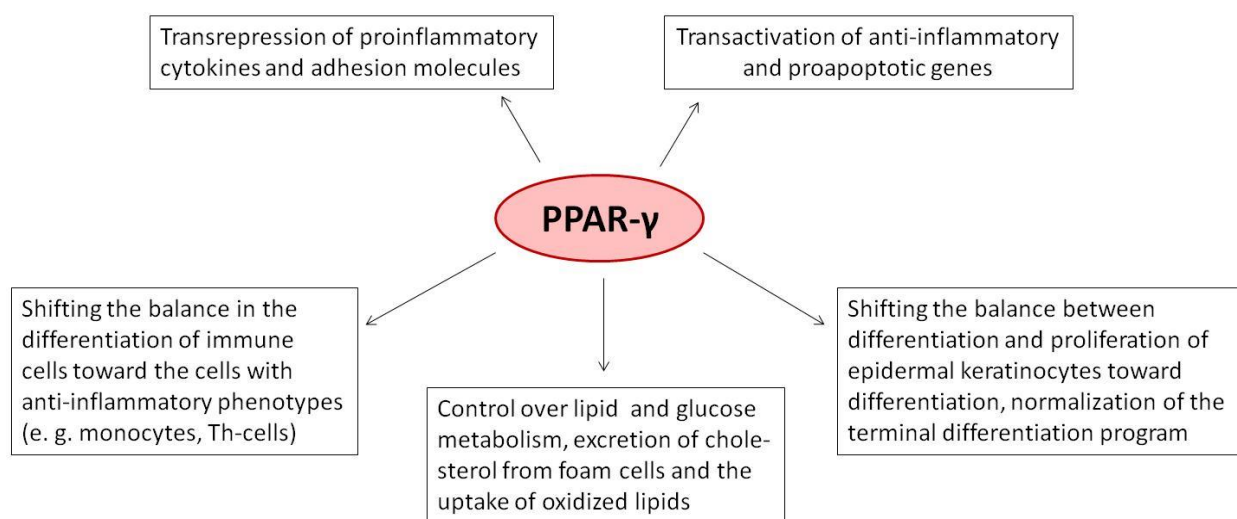 Transrepression of proinflammatory
cytokines and adhesion molecules
Transactivation of anti-inflammatory
and proapoptotic genes
PPAR-γ
Shifting the balance in the
differentiation of immune
cells toward the cells with
anti-inflammatory phenotypes
(e. g. monocytes, Th-cells)
Control over lipid and glucose
metabolism, excretion of chole-
sterol from foam cells and the
uptake of oxidized lipids
Shifting the balance between
differentiation and proliferation of
epidermal keratinocytes toward
differentiation, normalization of the
terminal differentiation program